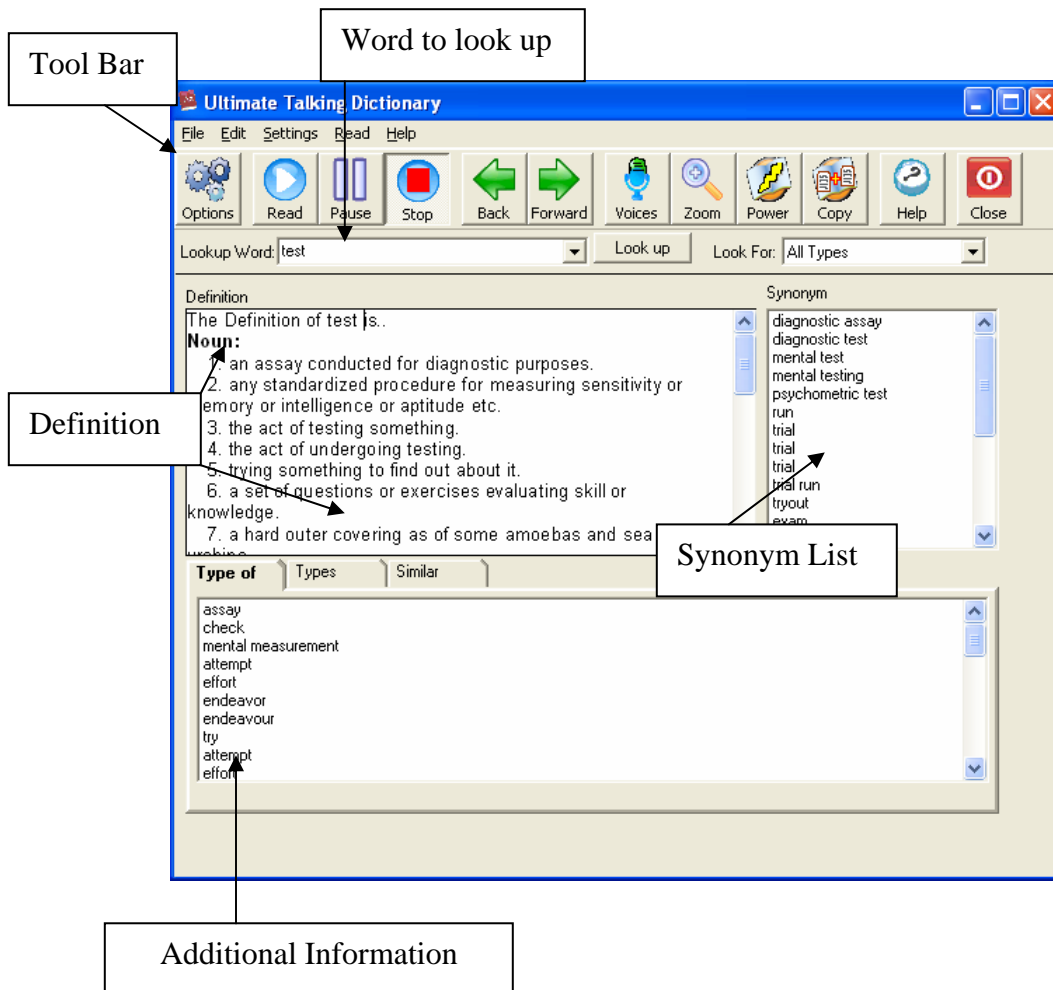 Word to look up
Tool Bar
Ultimate Talking Dictionary
File Edit Settings Read Help
Options Read Pause Stop Back Forward Voices Zoom Power Copy Help Close
Lookup Word: test Look up Look For: All Types
Definition
The Definition of test is..
Noun:
1. an assay conducted for diagnostic purposes.
2. any standardized procedure for measuring sensitivity or
emory or intelligence or aptitude etc.
3. the act of testing something.
4. the act of undergoing testing.
5. trying something to find out about it.
6. a set of questions or exercises evaluating skill or
knowledge.
7. a hard outer covering as of some amoebas and sea
Synonym
diagnostic assay
diagnostic test
mental test
mental testing
psychometric test
run
trial
trial
trial
trial run
tryout
exam
Definition
Synonym List
Type of Types Similar
assay
check
mental measurement
attempt
effort
endeavor
endeavour
try
attempt
effort
Additional Information